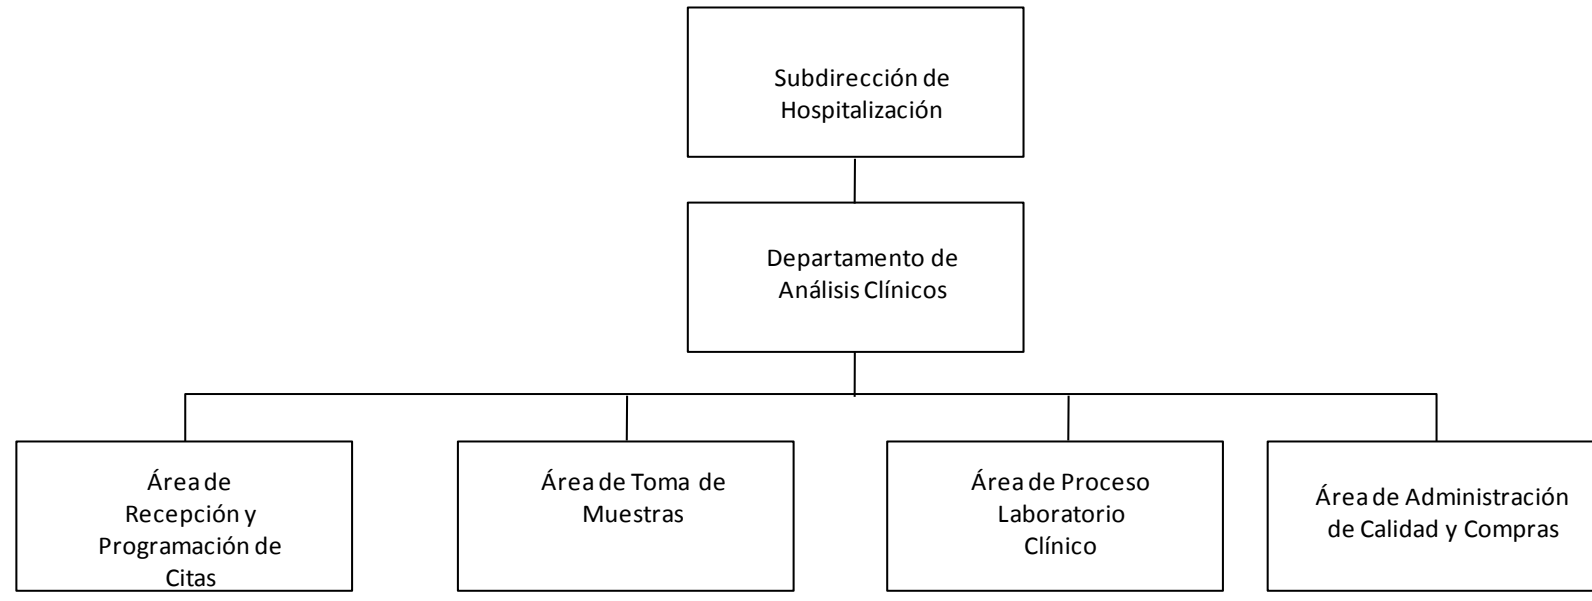 Subdirección de
Hospitalización
Departamento de
Análisis Clínicos
Área de
Recepción y
Programación de
Citas
Área de Toma de
Muestras
Área de Proceso
Laboratorio
Clínico
Área de Administración
de Calidad y Compras